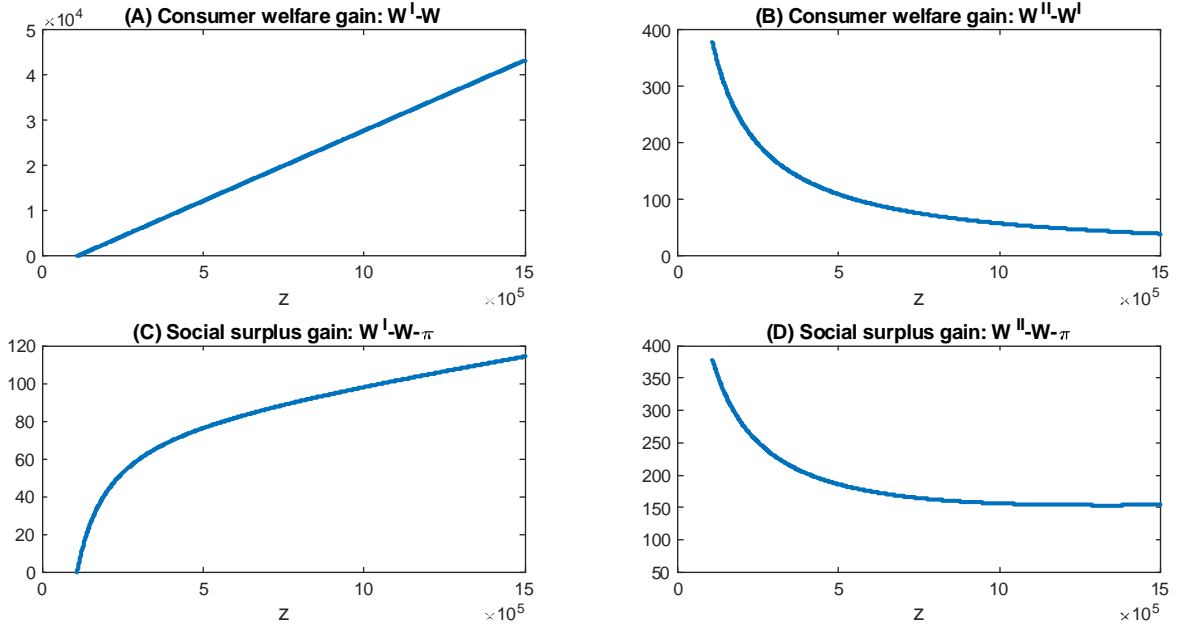 (A) Consumer welfare gain: W^I-W
×10^4
5
4
3
2
1
0
0 5 10 15
z ×10^5
(B) Consumer welfare gain: W^II-W^I
400
300
200
100
0
0 5 10 15
z ×10^5
(C) Social surplus gain: W^I-W-π
120
100
80
60
40
20
0
0 5 10 15
z ×10^5
(D) Social surplus gain: W^II-W-π
400
350
300
250
200
150
100
50
0 5 10 15
z ×10^5